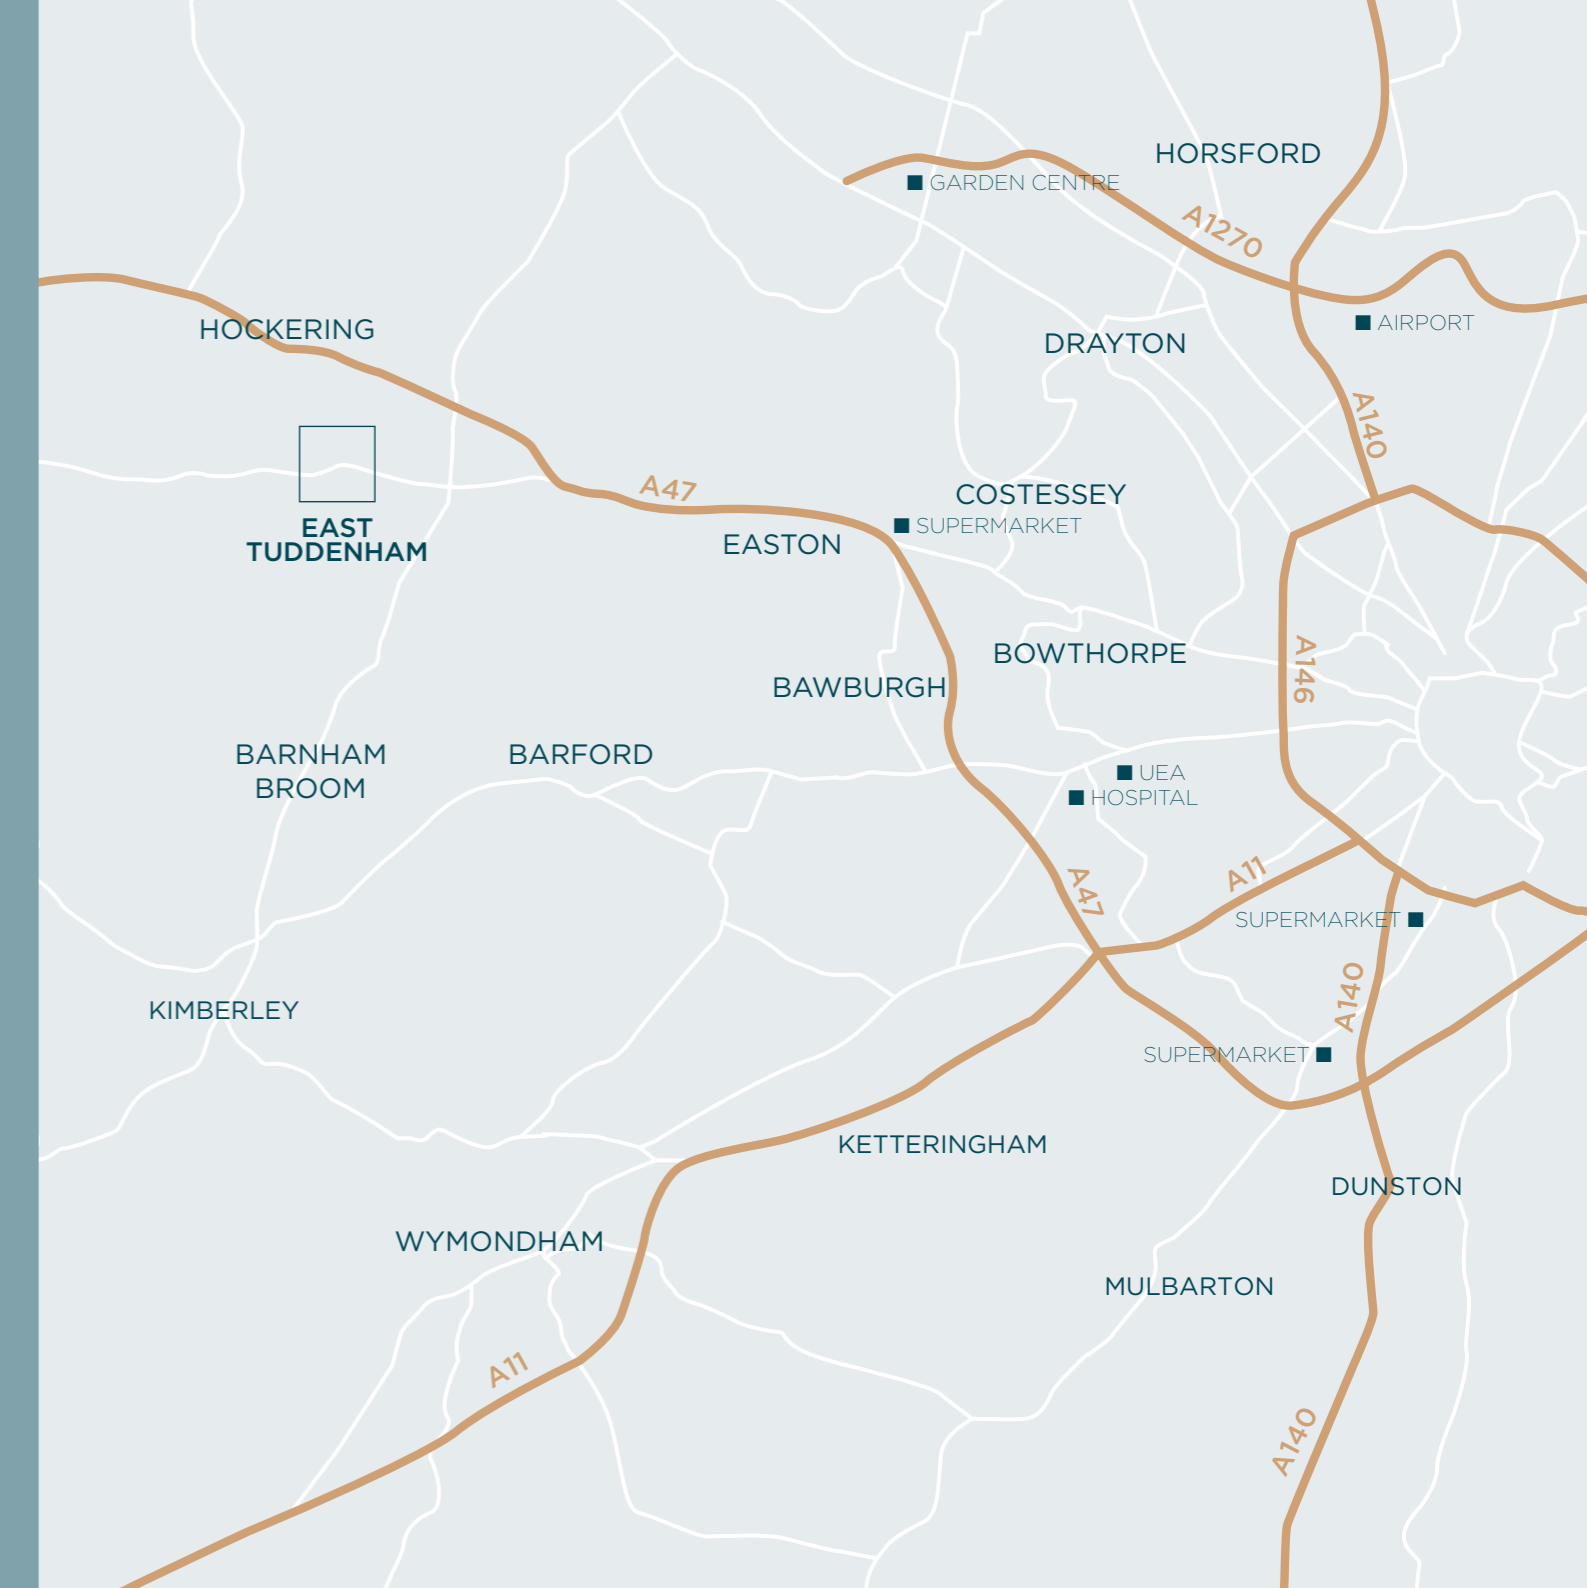 HORSFORD
GARDEN CENTRE
A1270
HOCKERING
AIRPORT
DRAYTON
A140
A47
COSTESSEY
SUPERMARKET
EAST
TUDDENHAM
EASTON
BOWTHORPE
A146
BAWBURGH
BARNHAM
BROOM
BARFORD
UEA
HOSPITAL
A11
A47
SUPERMARKET
A140
KIMBERLEY
SUPERMARKET
KETTERINGHAM
DUNSTON
WYMONDHAM
MULBARTON
A11
A140